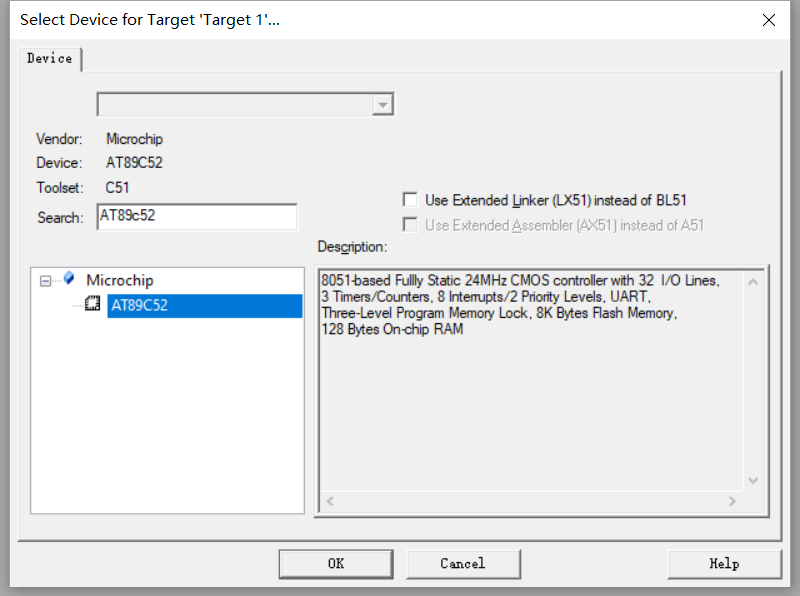 Select Device for Target 'Target 1'...
Device
Vendor: Microchip
Device: AT89C52
Toolset: C51
Search: AT89c52
Use Extended Linker (LX51) instead of BL51
Use Extended Assembler (AX51) instead of A51
Description:
Microchip
AT89C52
8051-based Fullly Static 24MHz CMOS controller with 32 I/O Lines,
3 Timers/Counters, 8 Interrupts/2 Priority Levels, UART,
Three-Level Program Memory Lock, 8K Bytes Flash Memory,
128 Bytes On-chip RAM
OK
Cancel
Help